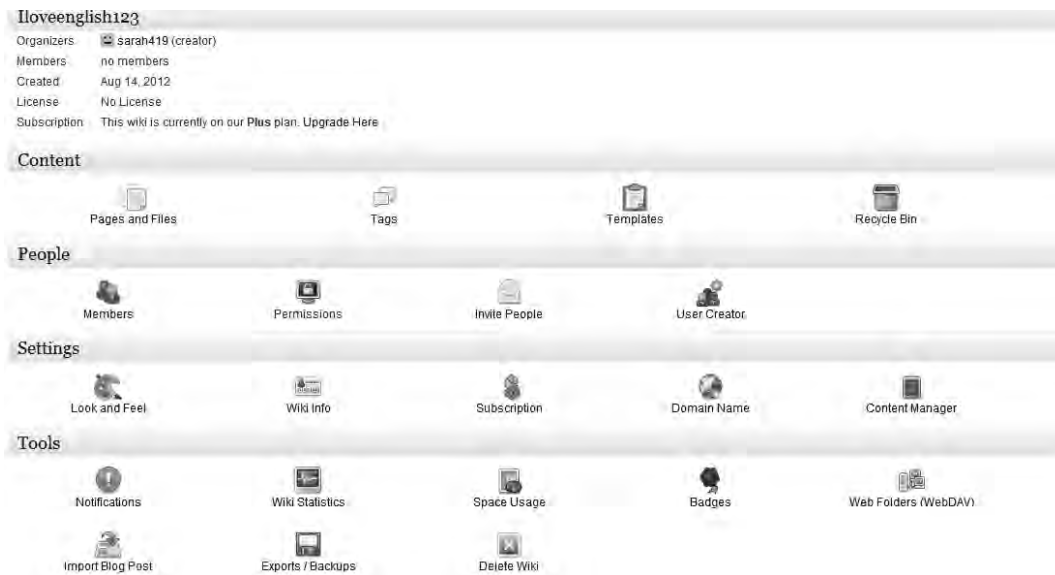 Iloveenglish123
Organizers sarah419 (creator)
Members no members
Created Aug 14, 2012
License No License
Subscription This wiki is currently on our Plus plan. Upgrade Here
Content
Pages and Files Tags Templates Recycle Bin
People
Members Permissions Invite People User Creator
Settings
Look and Feel Wiki Info Subscription Domain Name Content Manager
Tools
Notifications Wiki Statistics Space Usage Badges Web Folders (WebDAV)
Import Blog Post Exports / Backups Delete Wiki